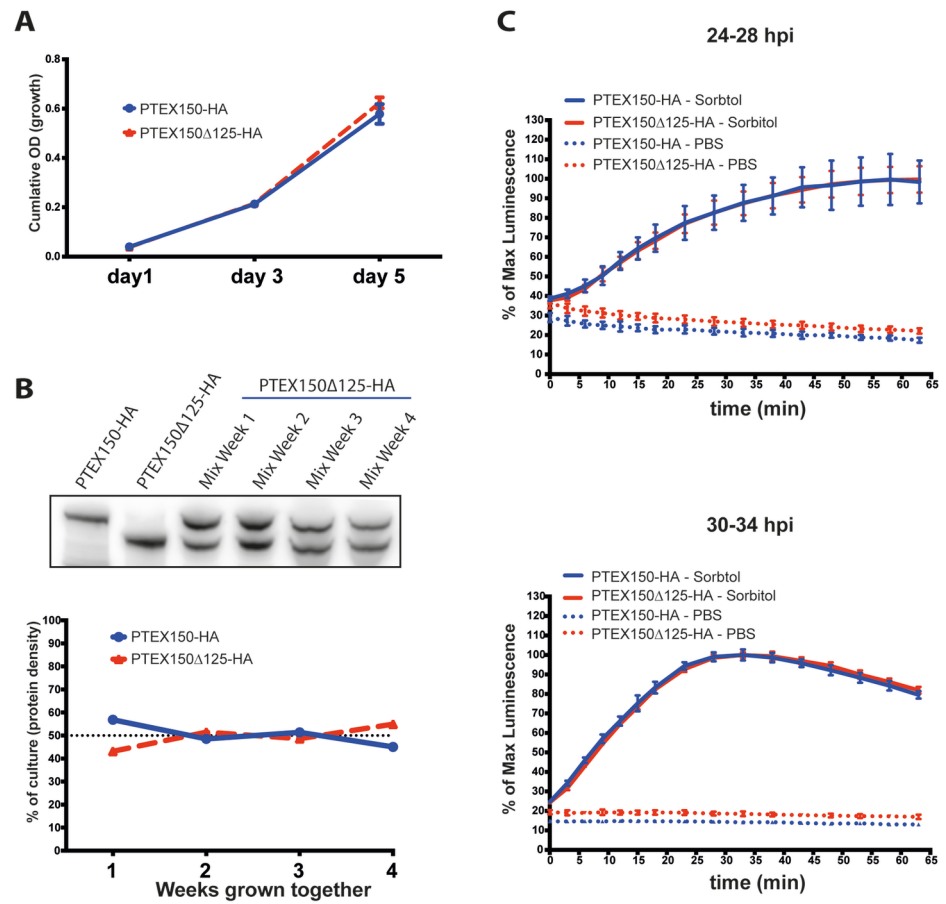 A
Cumlative OD (growth)
0.8
0.6
0.4
0.2
0.0
PTEX150-HA
PTEX150Δ125-HA
day1
day 3
day 5
B
PTEX150-HA
PTEX150Δ125-HA
PTEX150Δ125-HA
Mix Week 1
Mix Week 2
Mix Week 3
Mix Week 4
% of culture (protein density)
100
90
80
70
60
50
40
30
20
10
0
PTEX150-HA
PTEX150Δ125-HA
1
2
3
4
Weeks grown together
C
24-28 hpi
PTEX150-HA - Sorbtol
PTEX150Δ125-HA - Sorbitol
PTEX150-HA - PBS
PTEX150Δ125-HA - PBS
% of Max Luminescence
130
120
110
100
90
80
70
60
50
40
30
20
10
0
0 5 10 15 20 25 30 35 40 45 50 55 60 65
time (min)
30-34 hpi
PTEX150-HA - Sorbtol
PTEX150Δ125-HA - Sorbitol
PTEX150-HA - PBS
PTEX150Δ125-HA - PBS
% of Max Luminescence
130
120
110
100
90
80
70
60
50
40
30
20
10
0
0 5 10 15 20 25 30 35 40 45 50 55 60 65
time (min)